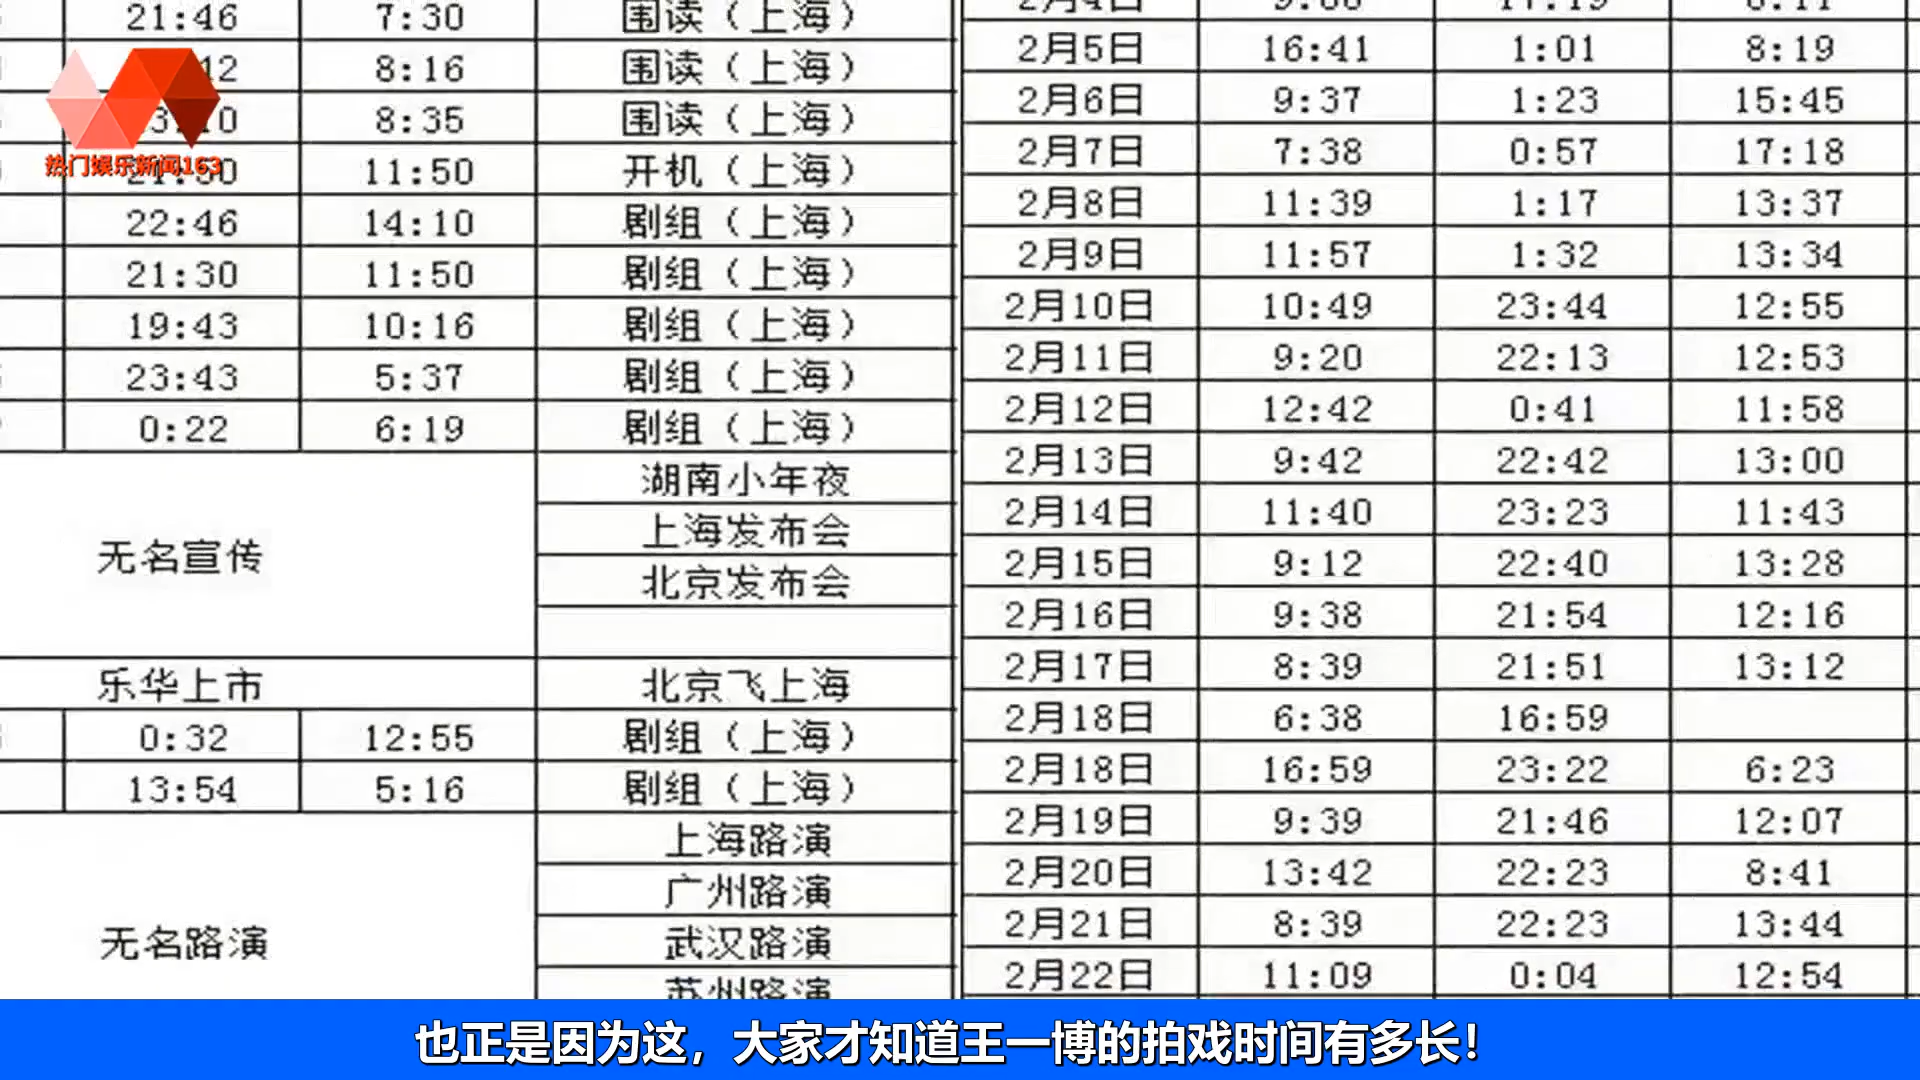 21:46 7:30 围读（上海）
8:16 围读（上海）
8:35 围读（上海）
热门娱乐新闻163
11:50 开机（上海）
22:46 14:10 剧组（上海）
21:30 11:50 剧组（上海）
19:43 10:16 剧组（上海）
23:43 5:37 剧组（上海）
0:22 6:19 剧组（上海）
无名宣传
湖南小年夜
上海发布会
北京发布会
乐华上市 北京飞上海
0:32 12:55 剧组（上海）
13:54 5:16 剧组（上海）
无名路演
上海路演
广州路演
武汉路演
苏州路演
2月4日
2月5日 16:41 1:01 8:19
2月6日 9:37 1:23 15:45
2月7日 7:38 0:57 17:18
2月8日 11:39 1:17 13:37
2月9日 11:57 1:32 13:34
2月10日 10:49 23:44 12:55
2月11日 9:20 22:13 12:53
2月12日 12:42 0:41 11:58
2月13日 9:42 22:42 13:00
2月14日 11:40 23:23 11:43
2月15日 9:12 22:40 13:28
2月16日 9:38 21:54 12:16
2月17日 8:39 21:51 13:12
2月18日 6:38 16:59
2月18日 16:59 23:22 6:23
2月19日 9:39 21:46 12:07
2月20日 13:42 22:23 8:41
2月21日 8:39 22:23 13:44
2月22日 11:09 0:04 12:54
也正是因为这，大家才知道王一博的拍戏时间有多长！